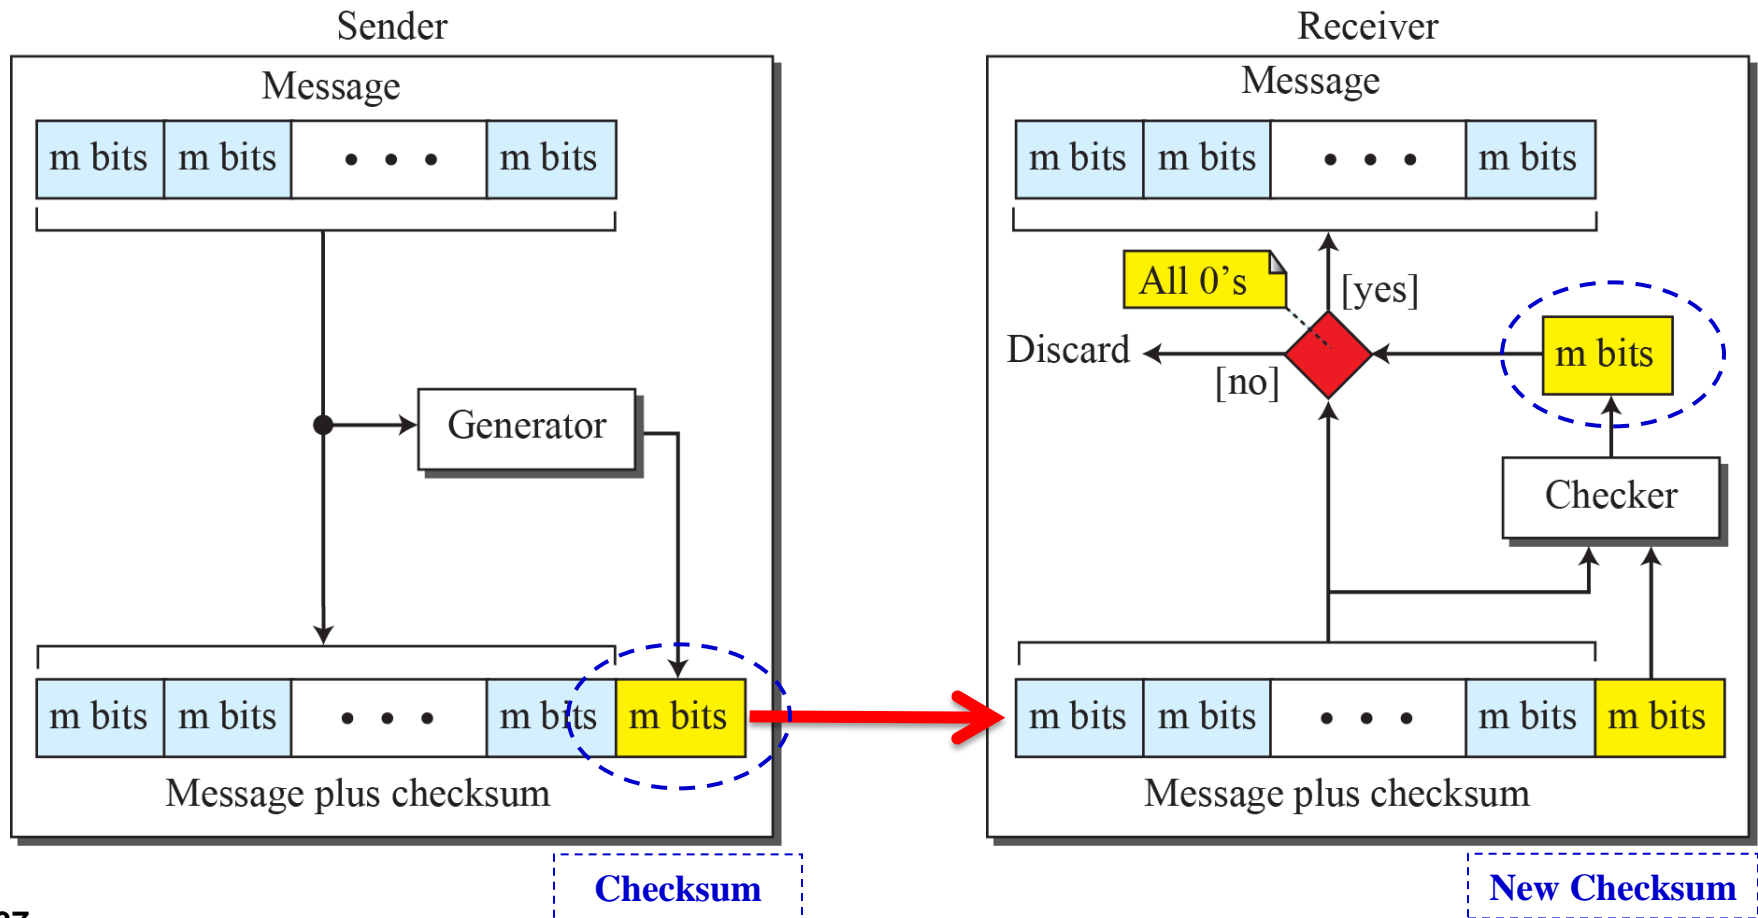 Sender
Message
m bits m bits • • • m bits
Generator
m bits m bits • • • m bits m bits
Message plus checksum
Checksum
Receiver
Message
m bits m bits • • • m bits
All 0’s
[yes]
Discard
[no]
m bits
Checker
m bits m bits • • • m bits m bits
Message plus checksum
New Checksum